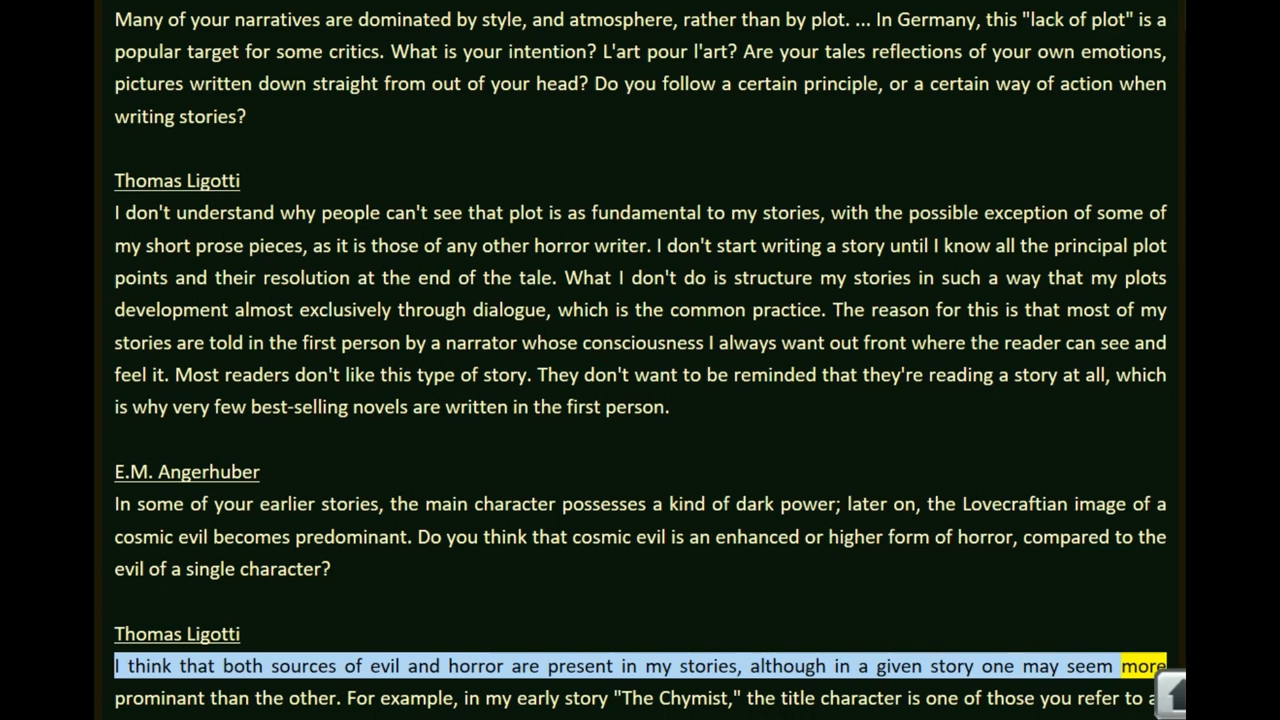 Many of your narratives are dominated by style, and atmosphere, rather than by plot. ... In Germany, this "lack of plot" is a
popular target for some critics. What is your intention? L'art pour l'art? Are your tales reflections of your own emotions,
pictures written down straight from out of your head? Do you follow a certain principle, or a certain way of action when
writing stories?
Thomas Ligotti
I don't understand why people can't see that plot is as fundamental to my stories, with the possible exception of some of
my short prose pieces, as it is those of any other horror writer. I don't start writing a story until I know all the principal plot
points and their resolution at the end of the tale. What I don't do is structure my stories in such a way that my plots
development almost exclusively through dialogue, which is the common practice. The reason for this is that most of my
stories are told in the first person by a narrator whose consciousness I always want out front where the reader can see and
feel it. Most readers don't like this type of story. They don't want to be reminded that they're reading a story at all, which
is why very few best-selling novels are written in the first person.
E.M. Angerhuber
In some of your earlier stories, the main character possesses a kind of dark power; later on, the Lovecraftian image of a
cosmic evil becomes predominant. Do you think that cosmic evil is an enhanced or higher form of horror, compared to the
evil of a single character?
Thomas Ligotti
I think that both sources of evil and horror are present in my stories, although in a given story one may seem more
prominant than the other. For example, in my early story "The Chymist," the title character is one of those you refer to